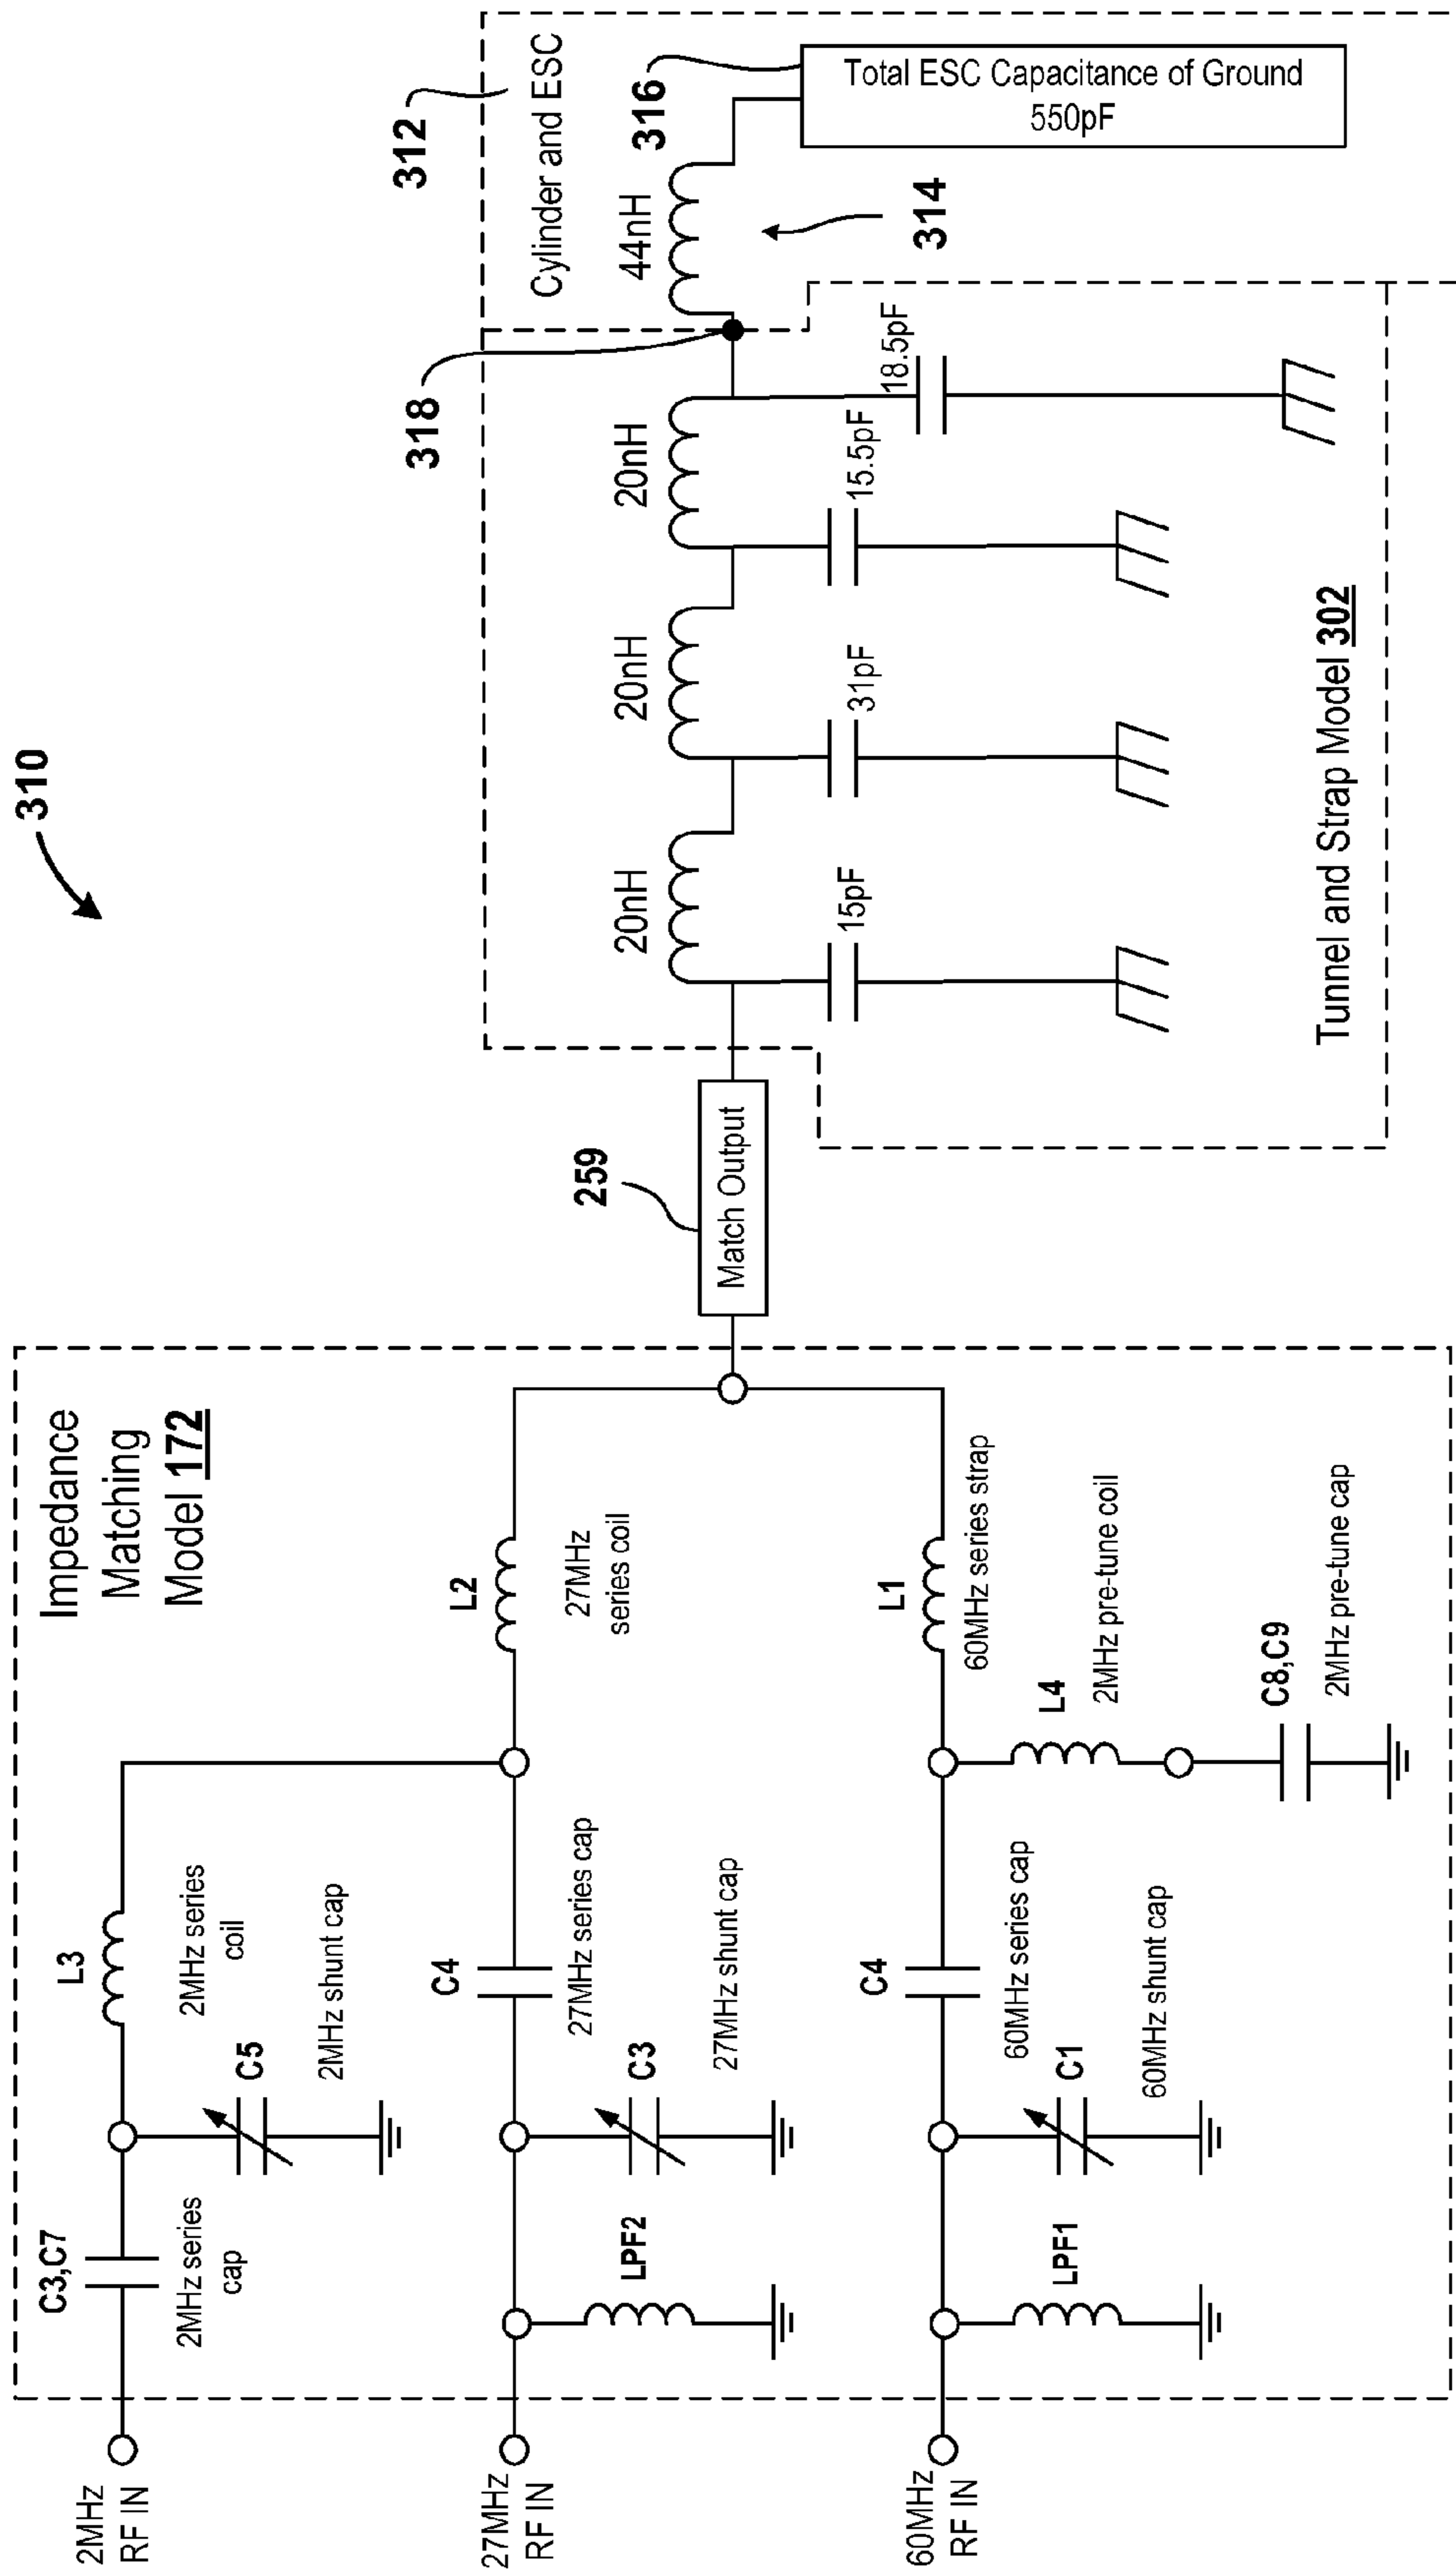 310
Impedance
Matching
Model 172
2MHz
RF IN
C3,C7
2MHz series
cap
C5
2MHz shunt cap
L3
2MHz series
coil
27MHz
RF IN
LPF2
C3
27MHz shunt cap
C4
27MHz series cap
L2
27MHz
series coil
60MHz
RF IN
LPF1
C1
60MHz shunt cap
C4
60MHz series cap
L4
2MHz pre-tune coil
C8,C9
2MHz pre-tune cap
L1
60MHz series strap
259
Match Output
20nH
15pF
20nH
31pF
20nH
15.5pF
18.5pF
Tunnel and Strap Model 302
318
312
Cylinder and ESC
44nH
314
316
Total ESC Capacitance of Ground
550pF